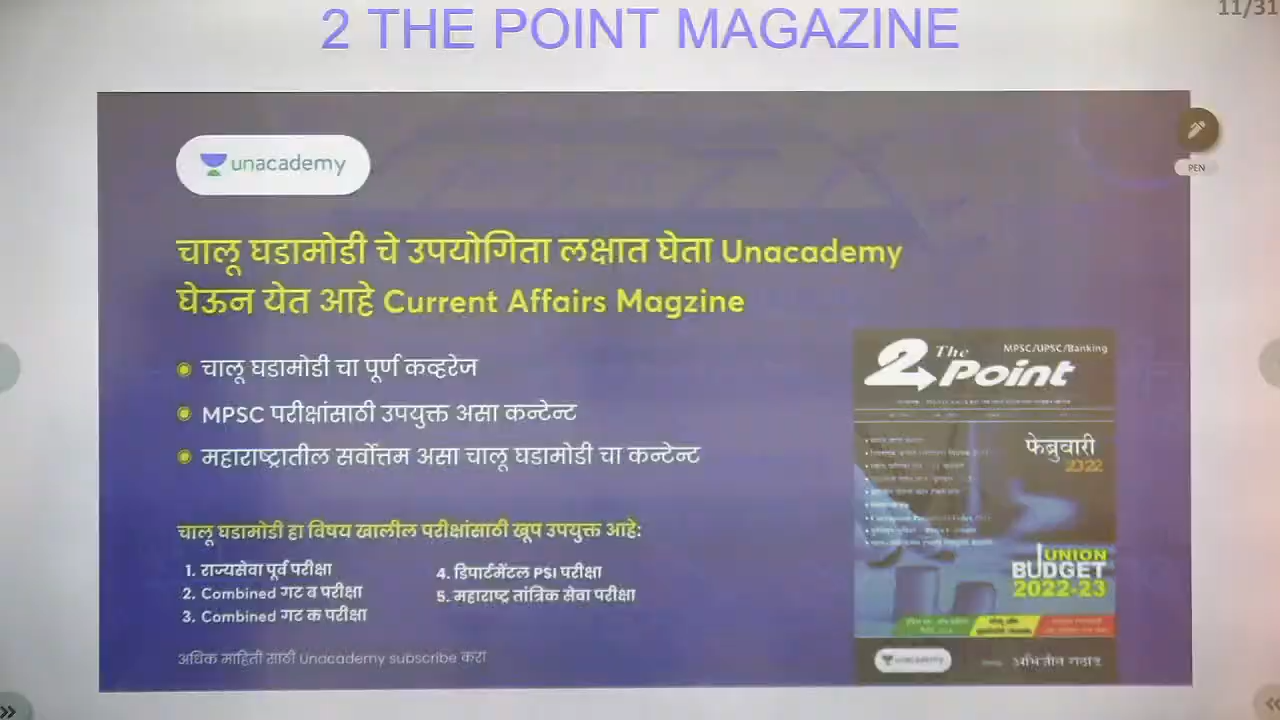 2 THE POINT MAGAZINE
11/31
unacademy
PEN
चालू घडामोडी चे उपयोगिता लक्षात घेता Unacademy
घेऊन येत आहे Current Affairs Magzine
चालू घडामोडी चा पूर्ण कव्हरेज
MPSC परीक्षांसाठी उपयुक्त असा कन्टेन्ट
महाराष्ट्रातील सर्वोत्तम असा चालू घडामोडी चा कन्टेन्ट
चालू घडामोडी हा विषय खालील परीक्षांसाठी खूप उपयुक्त आहे:
1. राज्यसेवा पूर्व परीक्षा
2. Combined गट ब परीक्षा
3. Combined गट क परीक्षा
4. डिपार्टमेंटल PSI परीक्षा
5. महाराष्ट्र तांत्रिक सेवा परीक्षा
अधिक माहिती साठी Unacademy subscribe करा
MPSC/UPSC/Banking
2 The Point
फेब्रुवारी
UNION
BUDGET
2022-23
unacademy